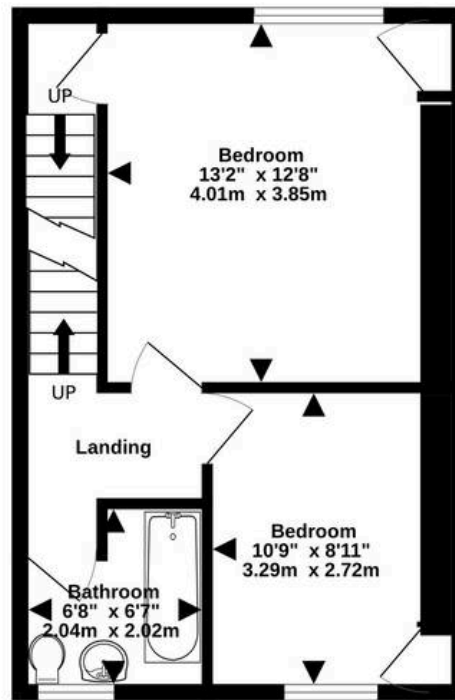 UP
Bedroom
13'2" x 12'8"
4.01m x 3.85m
UP
Landing
Bedroom
10'9" x 8'11"
3.29m x 2.72m
Bathroom
6'8" x 6'7"
2.04m x 2.02m